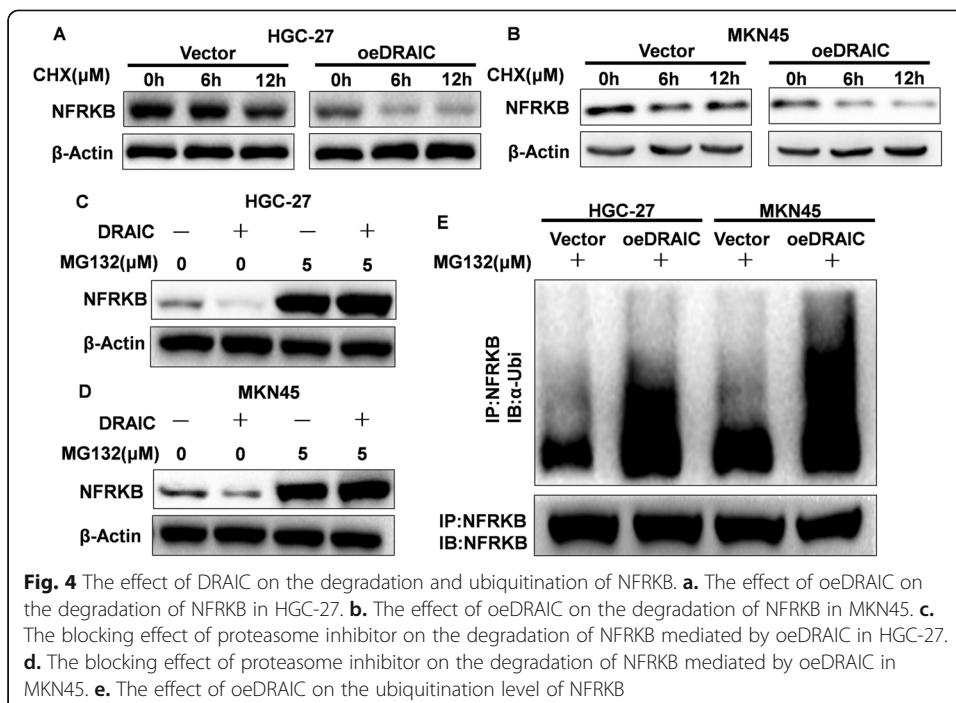 A
HGC-27
Vector oeDRAIC
CHX(μM) 0h 6h 12h 0h 6h 12h
NFRKB
β-Actin
B
MKN45
Vector oeDRAIC
CHX(μM) 0h 6h 12h 0h 6h 12h
NFRKB
β-Actin
C
HGC-27
DRAIC — + — +
MG132(μM) 0 0 5 5
NFRKB
β-Actin
D
MKN45
DRAIC — + — +
MG132(μM) 0 0 5 5
NFRKB
β-Actin
E
HGC-27 MKN45
Vector oeDRAIC Vector oeDRAIC
MG132(μM) + + + +
IP:NFRKB
IB:α-Ubi
IP:NFRKB
IB:NFRKB
Fig. 4 The effect of DRAIC on the degradation and ubiquitination of NFRKB. a. The effect of oeDRAIC on
the degradation of NFRKB in HGC-27. b. The effect of oeDRAIC on the degradation of NFRKB in MKN45. c.
The blocking effect of proteasome inhibitor on the degradation of NFRKB mediated by oeDRAIC in HGC-27.
d. The blocking effect of proteasome inhibitor on the degradation of NFRKB mediated by oeDRAIC in
MKN45. e. The effect of oeDRAIC on the ubiquitination level of NFRKB